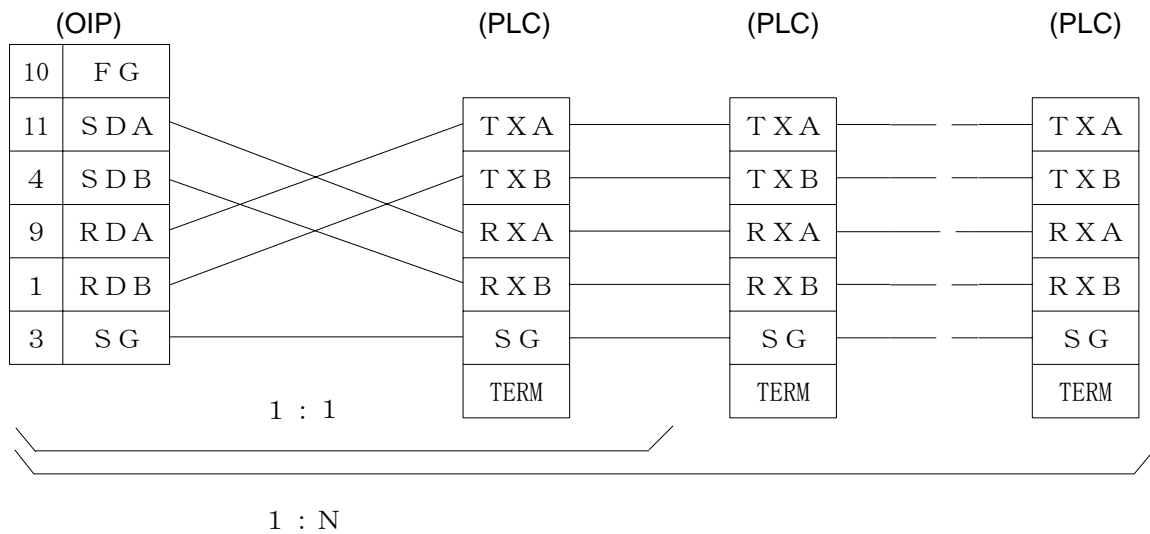 (OIP) (PLC) (PLC) (PLC)
10 FG
11 SDA TXA TXA TXA
4 SDB TXB TXB TXB
9 RDA RXA RXA RXA
1 RDB RXB RXB RXB
3 SG SG SG SG
TERM TERM TERM
1 : 1
1 : N